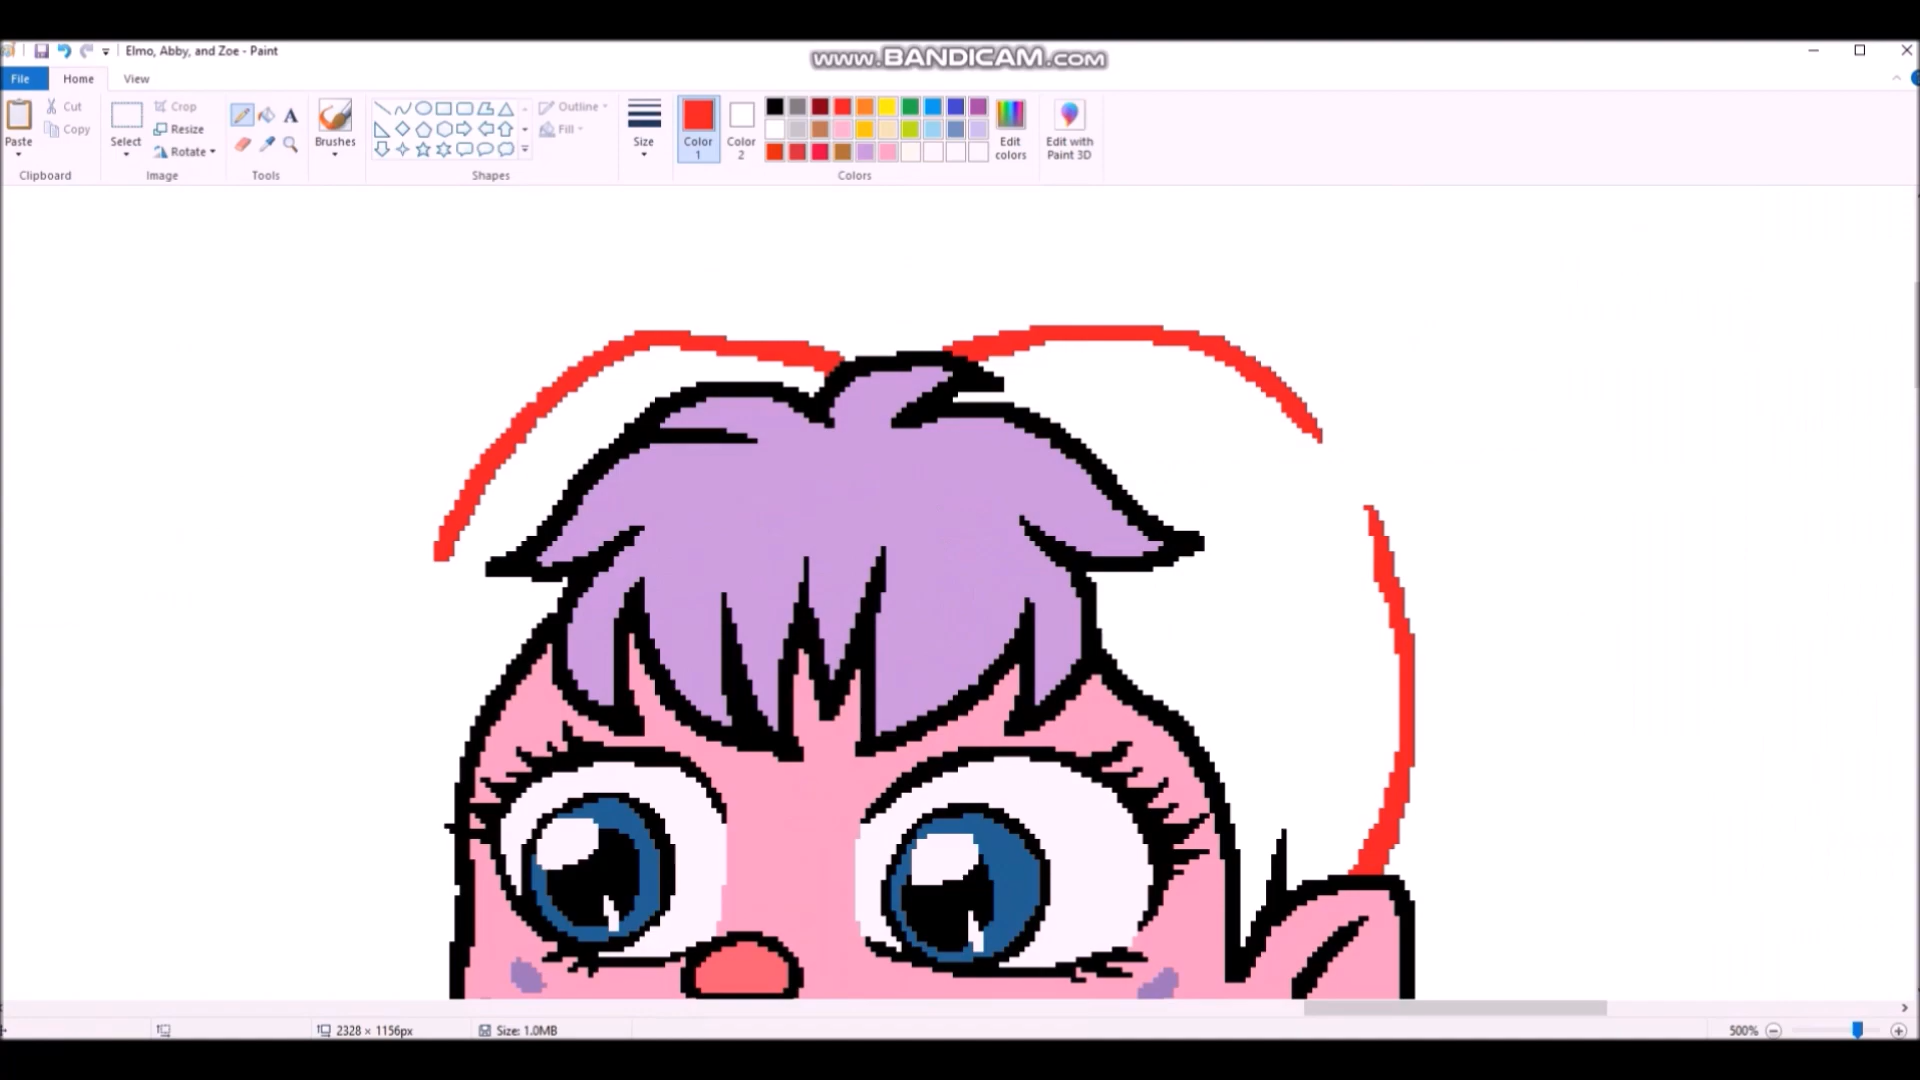 Elmo, Abby, and Zoe - Paint
www.BANDICAM.com
File Home View
Paste
Cut
Copy
Clipboard
Select
Crop
Resize
Rotate
Image
A
Tools
Brushes
Shapes
Outline
Fill
Size
Color 1
Color 2
Edit colors
Colors
Edit with Paint 3D
2328 × 1156px
Size: 1.0MB
500%